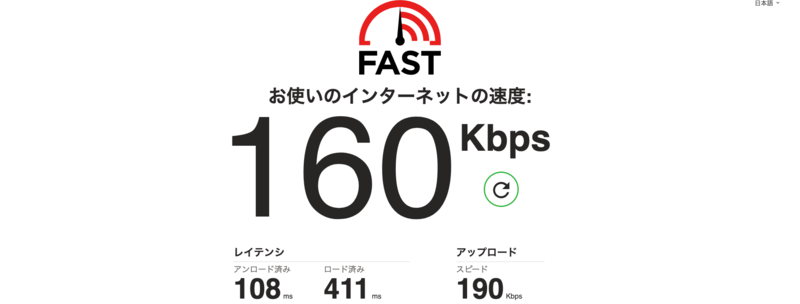 日本語
FAST
お使いのインターネットの速度:
160 Kbps
レイテンシ
アンロード済み ロード済み
108 ms 411 ms
アップロード
スピード
190 Kbps